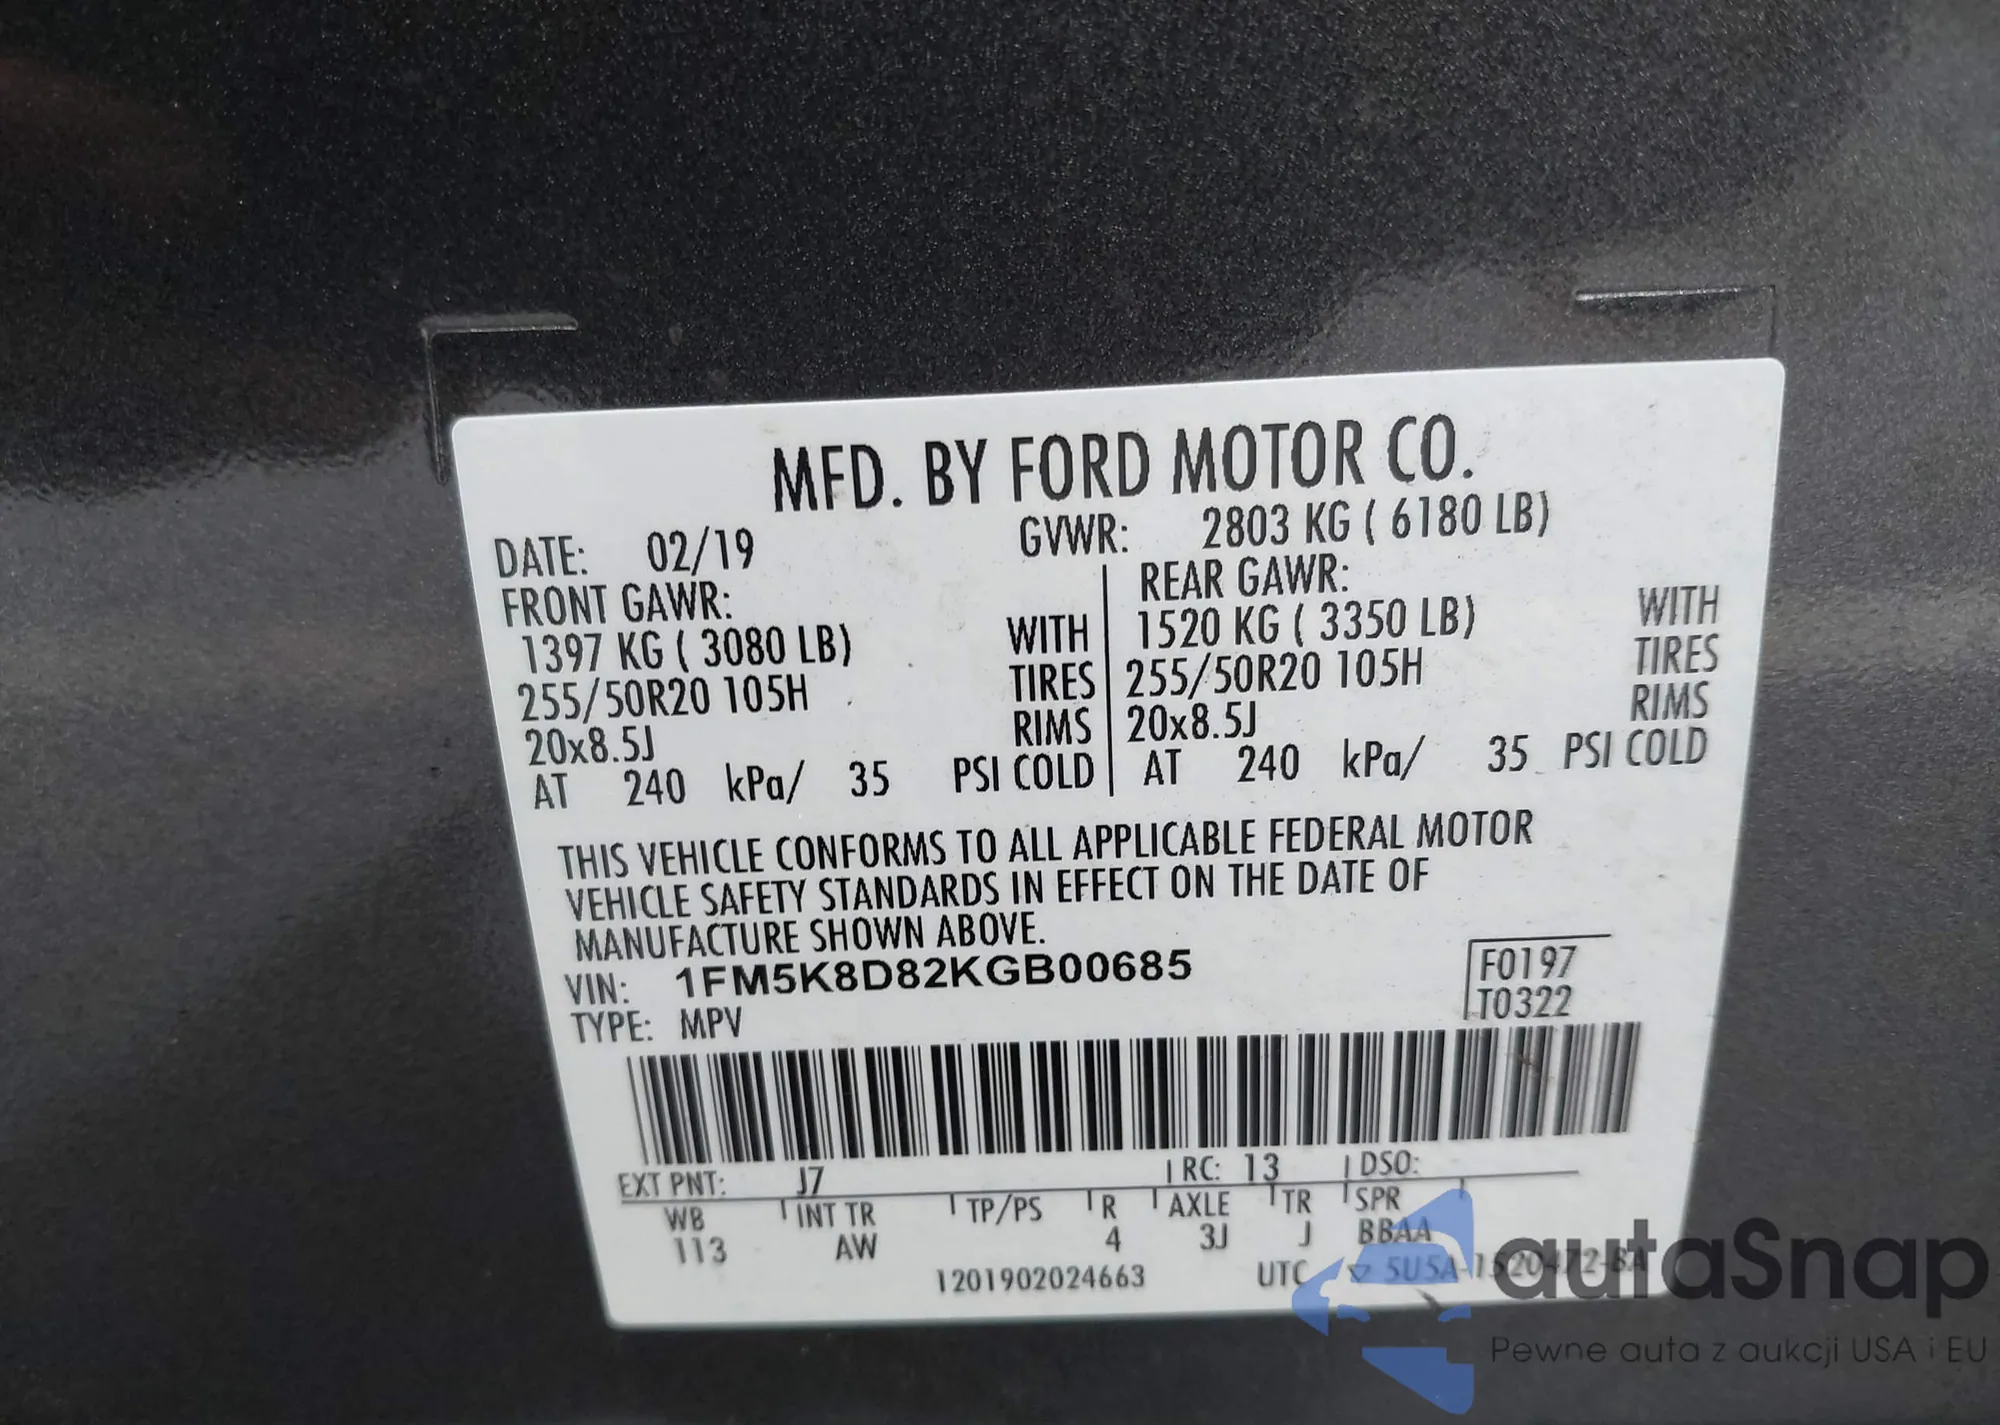 MFD. BY FORD MOTOR CO.
DATE: 02/19 GVWR: 2803 KG ( 6180 LB)
FRONT GAWR: REAR GAWR:
1397 KG ( 3080 LB) WITH 1520 KG ( 3350 LB) WITH
255/50R20 105H TIRES 255/50R20 105H TIRES
20x8.5J RIMS 20x8.5J RIMS
AT 240 kPa/ 35 PSI COLD AT 240 kPa/ 35 PSI COLD
THIS VEHICLE CONFORMS TO ALL APPLICABLE FEDERAL MOTOR
VEHICLE SAFETY STANDARDS IN EFFECT ON THE DATE OF
MANUFACTURE SHOWN ABOVE.
VIN: 1FM5K8D82KGB00685 F0197
TYPE: MPV T0322
EXT PNT: J7 RC: 13 DSO:
WB INT TR TP/PS R AXLE TR SPR
113 AW 4 3J J BBAA
1201902024663 UTC 5U5A-1520472-BA
autaSnap
Pewne auta z aukcji USA i EU